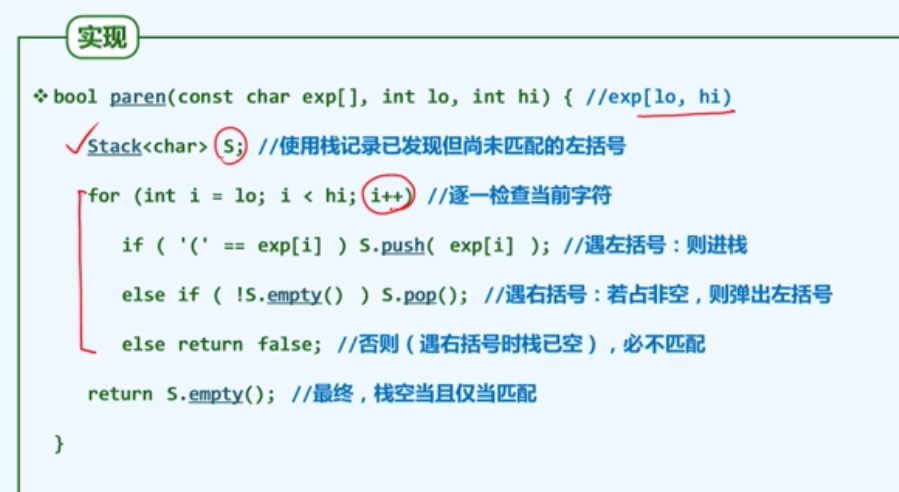 实现
❖bool paren(const char exp[], int lo, int hi) { //exp[lo, hi)
Stack<char> S; //使用栈记录已发现但尚未匹配的左括号
for (int i = lo; i < hi; i++) //逐一检查当前字符
if ( '(' == exp[i] ) S.push( exp[i] ); //遇左括号：则进栈
else if ( !S.empty() ) S.pop(); //遇右括号：若占非空，则弹出左括号
else return false; //否则（遇右括号时栈已空），必不匹配
return S.empty(); //最终，栈空当且仅当匹配
}